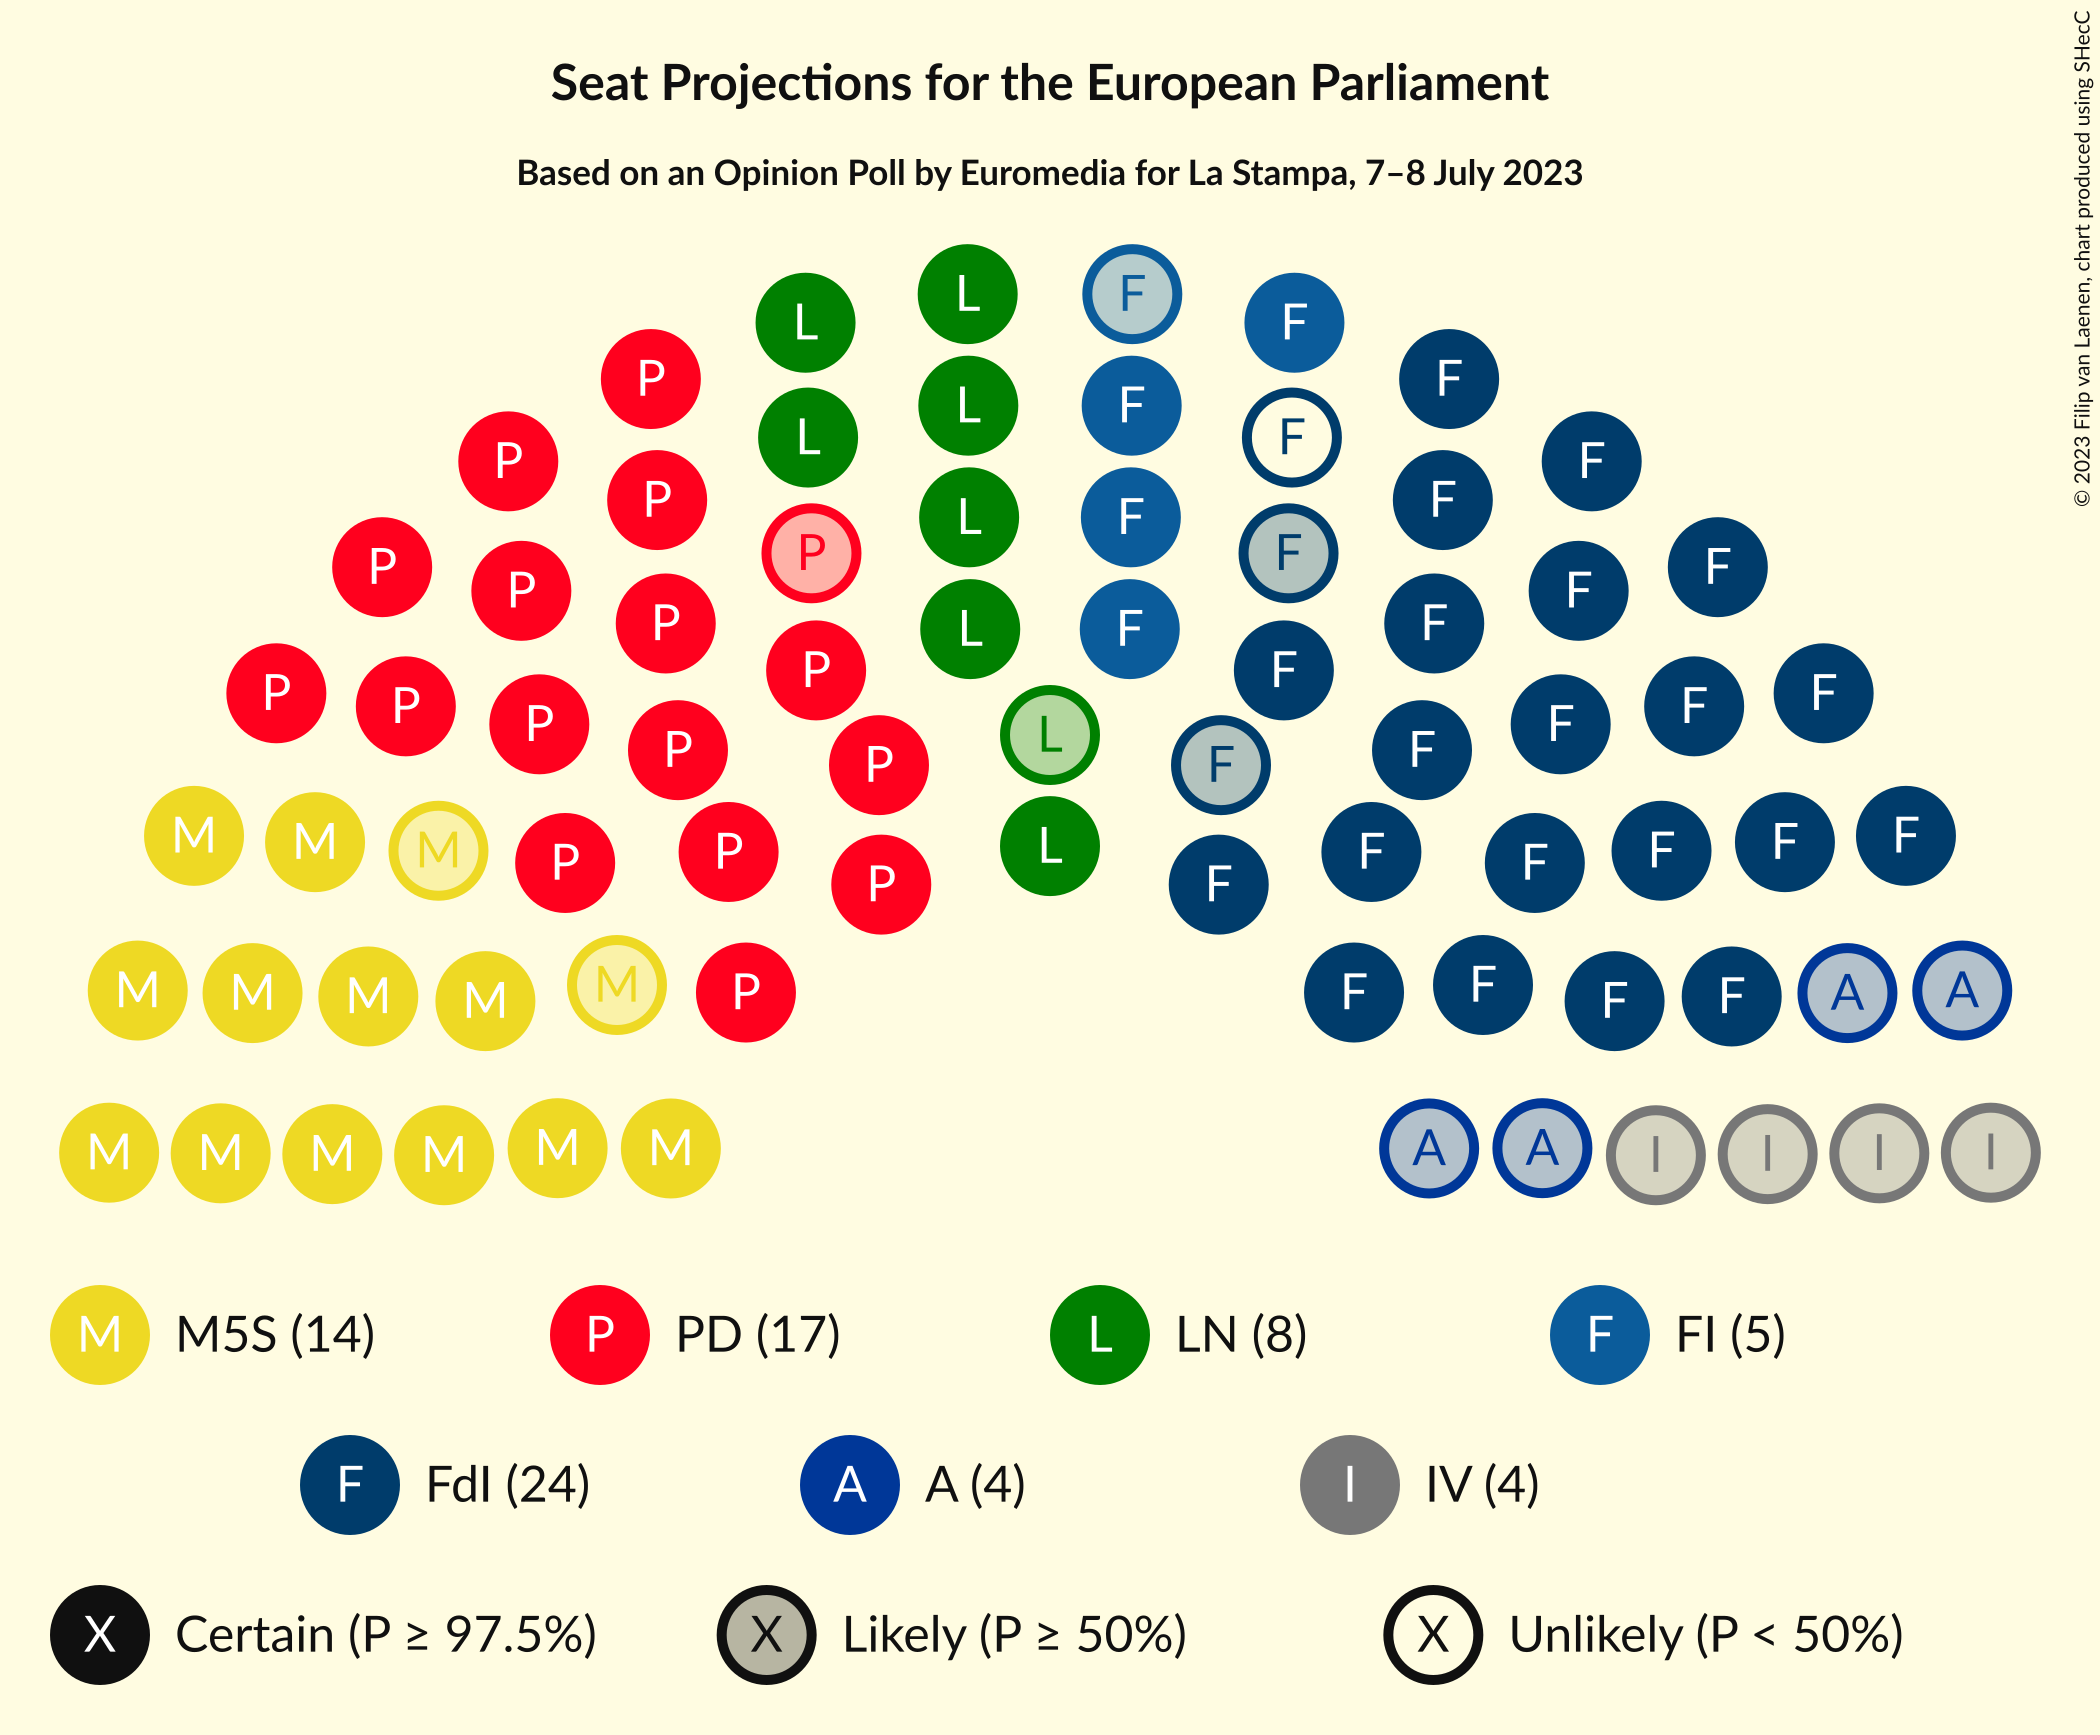 Seat Projections for the European Parliament
Based on an Opinion Poll by Euromedia for La Stampa, 7–8 July 2023
© 2023 Filip van Laenen, chart produced using SHecC
L L F F
P L L F F F
P P P L F F F F
P P P P L F F F F F
P P P P P L F F F F F F
M M M P P P L F F F F F F
M M M M M P F F F F A A
M M M M M M A A I I I I
M M5S (14)
P PD (17)
L LN (8)
F FI (5)
F FdI (24)
A A (4)
I IV (4)
X Certain (P ≥ 97.5%)
X Likely (P ≥ 50%)
X Unlikely (P < 50%)